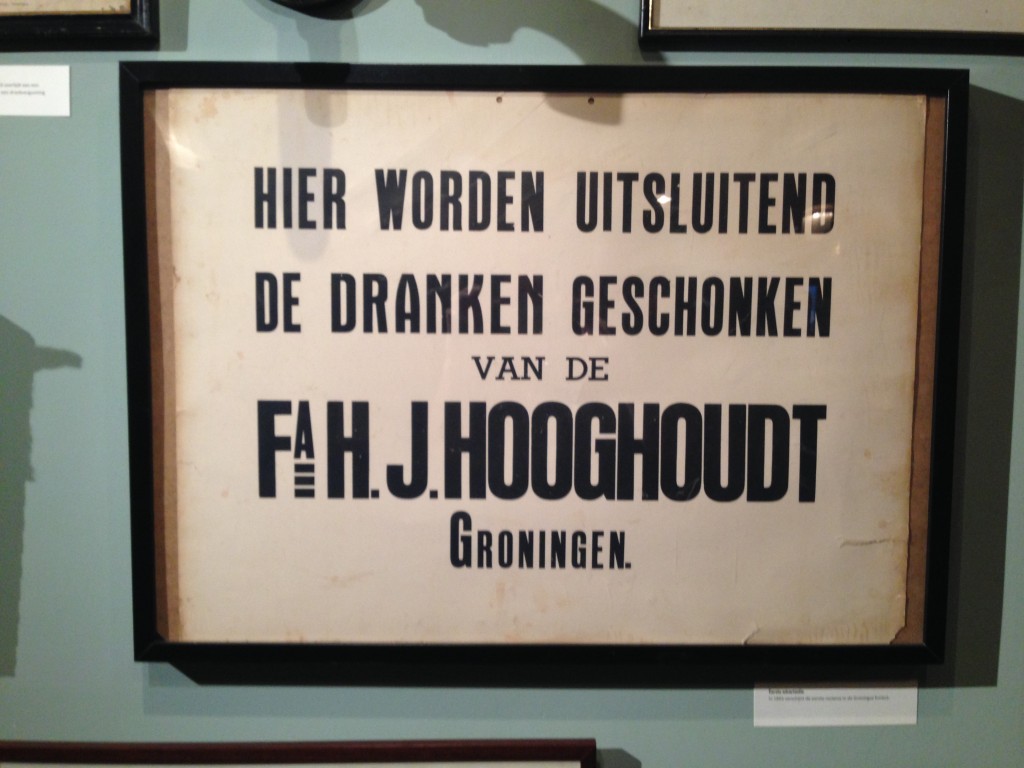 HIER WORDEN UITSLUITEND
DE DRANKEN GESCHONKEN
VAN DE
FA H. J. HOOGHOUDT
GRONINGEN.